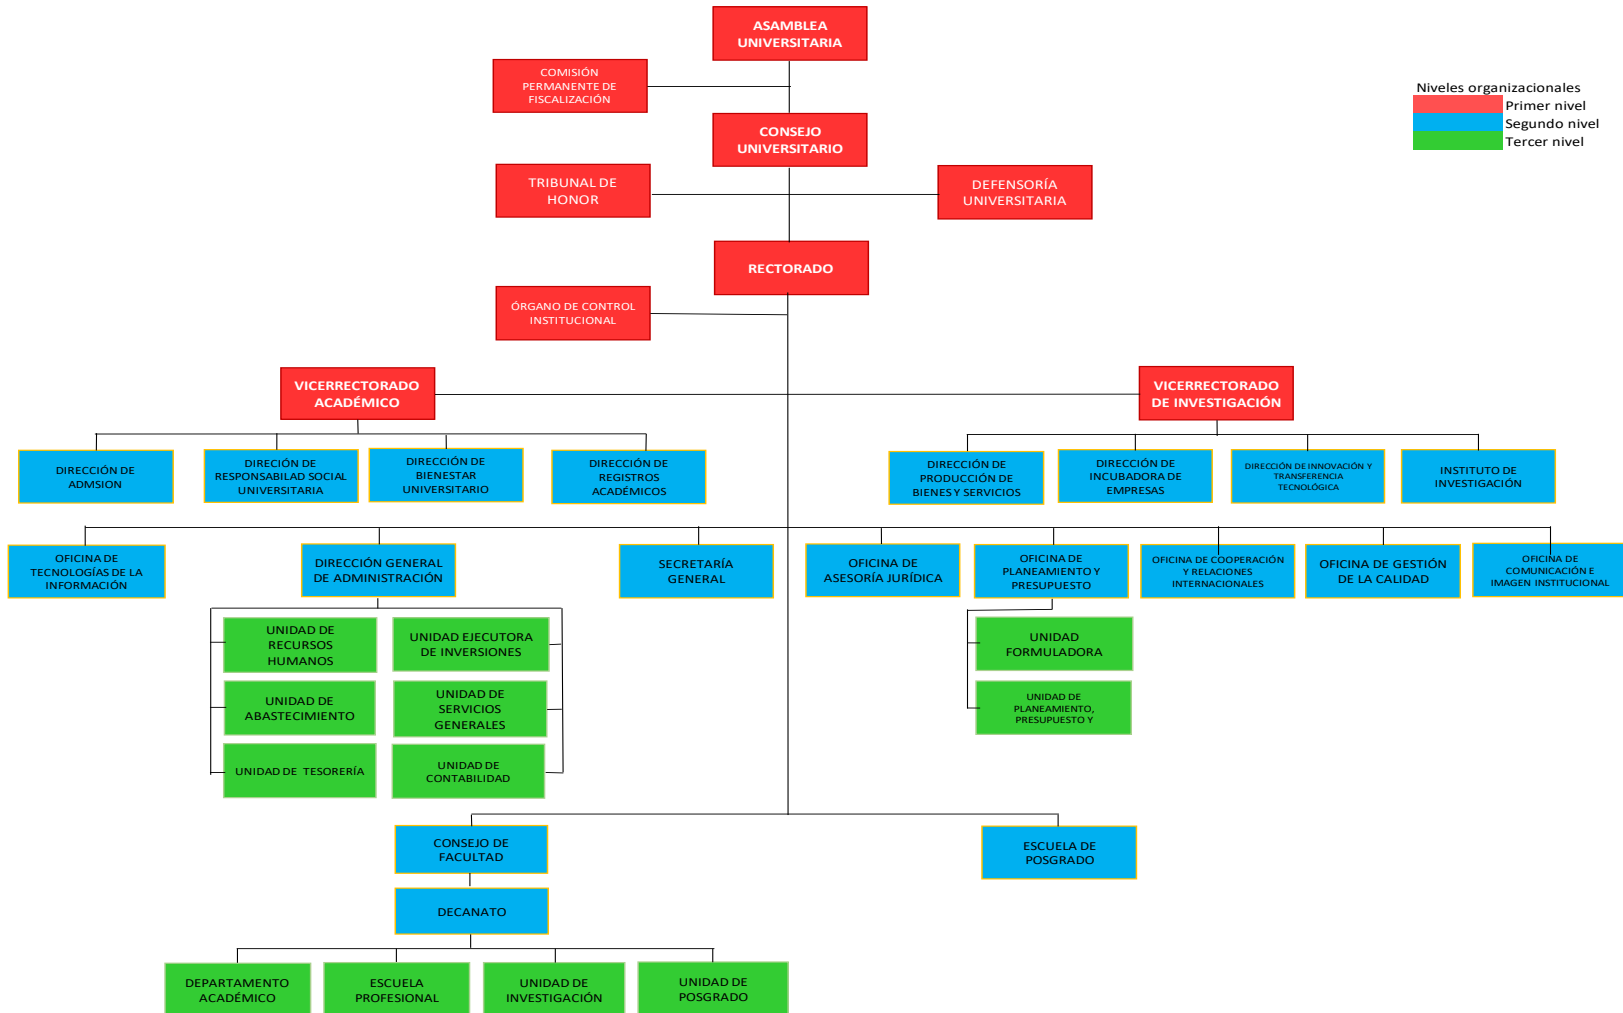 ASAMBLEA
UNIVERSITARIA
COMISIÓN
PERMANENTE DE
FISCALIZACIÓN
Niveles organizacionales
Primer nivel
Segundo nivel
Tercer nivel
CONSEJO
UNIVERSITARIO
TRIBUNAL DE
HONOR
DEFENSORÍA
UNIVERSITARIA
RECTORADO
ÓRGANO DE CONTROL
INSTITUCIONAL
VICERRECTORADO
ACADÉMICO
VICERRECTORADO
DE INVESTIGACIÓN
DIRECCIÓN DE
ADMSION
DIRECIÓN DE
RESPONSABILAD SOCIAL
UNIVERSITARIA
DIRECCIÓN DE
BIENESTAR
UNIVERSITARIO
DIRECCIÓN DE
REGISTROS
ACADÉMICOS
DIRECCIÓN DE
PRODUCCIÓN DE
BIENES Y SERVICIOS
DIRECCIÓN DE
INCUBADORA DE
EMPRESAS
DIRECCIÓN DE INNOVACIÓN Y
TRANSFERENCIA
TECNOLÓGICA
INSTITUTO DE
INVESTIGACIÓN
OFICINA DE
TECNOLOGÍAS DE LA
INFORMACIÓN
DIRECCIÓN GENERAL
DE ADMINISTRACIÓN
SECRETARÍA
GENERAL
OFICINA DE
ASESORÍA JURÍDICA
OFICINA DE
PLANEAMIENTO Y
PRESUPUESTO
OFICINA DE COOPERACIÓN
Y RELACIONES
INTERNACIONALES
OFICINA DE GESTIÓN
DE LA CALIDAD
OFICINA DE
COMUNICACIÓN E
IMAGEN INSTITUCIONAL
UNIDAD DE
RECURSOS
HUMANOS
UNIDAD EJECUTORA
DE INVERSIONES
UNIDAD
FORMULADORA
UNIDAD DE
ABASTECIMIENTO
UNIDAD DE
SERVICIOS
GENERALES
UNIDAD DE
PLANEAMIENTO,
PRESUPUESTO Y
UNIDAD DE TESORERÍA
UNIDAD DE
CONTABILIDAD
CONSEJO DE
FACULTAD
ESCUELA DE
POSGRADO
DECANATO
DEPARTAMENTO
ACADÉMICO
ESCUELA
PROFESIONAL
UNIDAD DE
INVESTIGACIÓN
UNIDAD DE
POSGRADO